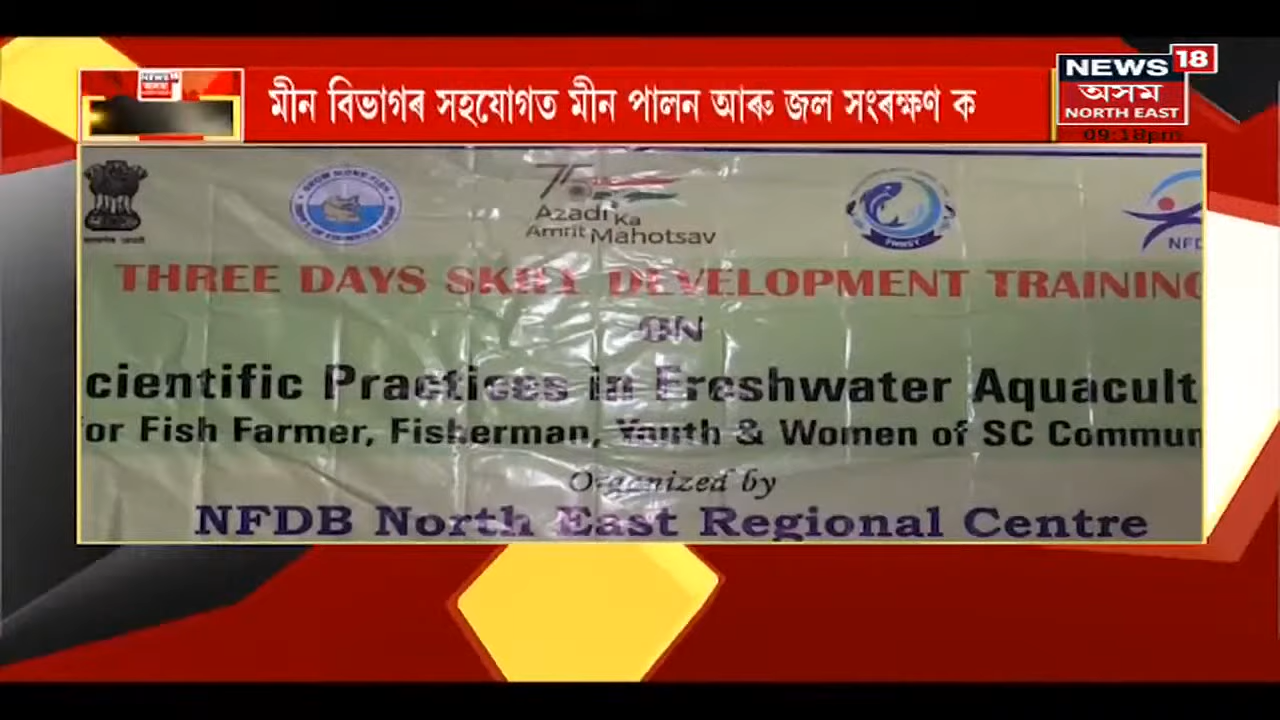 মীন বিভাগৰ সহযোগত মীন পালন আৰু জল সংৰক্ষণ ক
NEWS 18
অসম
NORTH EAST
09:18pm
75
Azadi Ka
Amrit Mahotsav
NFD
THREE DAYS SKILL DEVELOPMENT TRAINING
ON
cientific Practices in Freshwater Aquacult
or Fish Farmer, Fisherman, Youth & Women of SC Commun
Organized by
NFDB North East Regional Centre